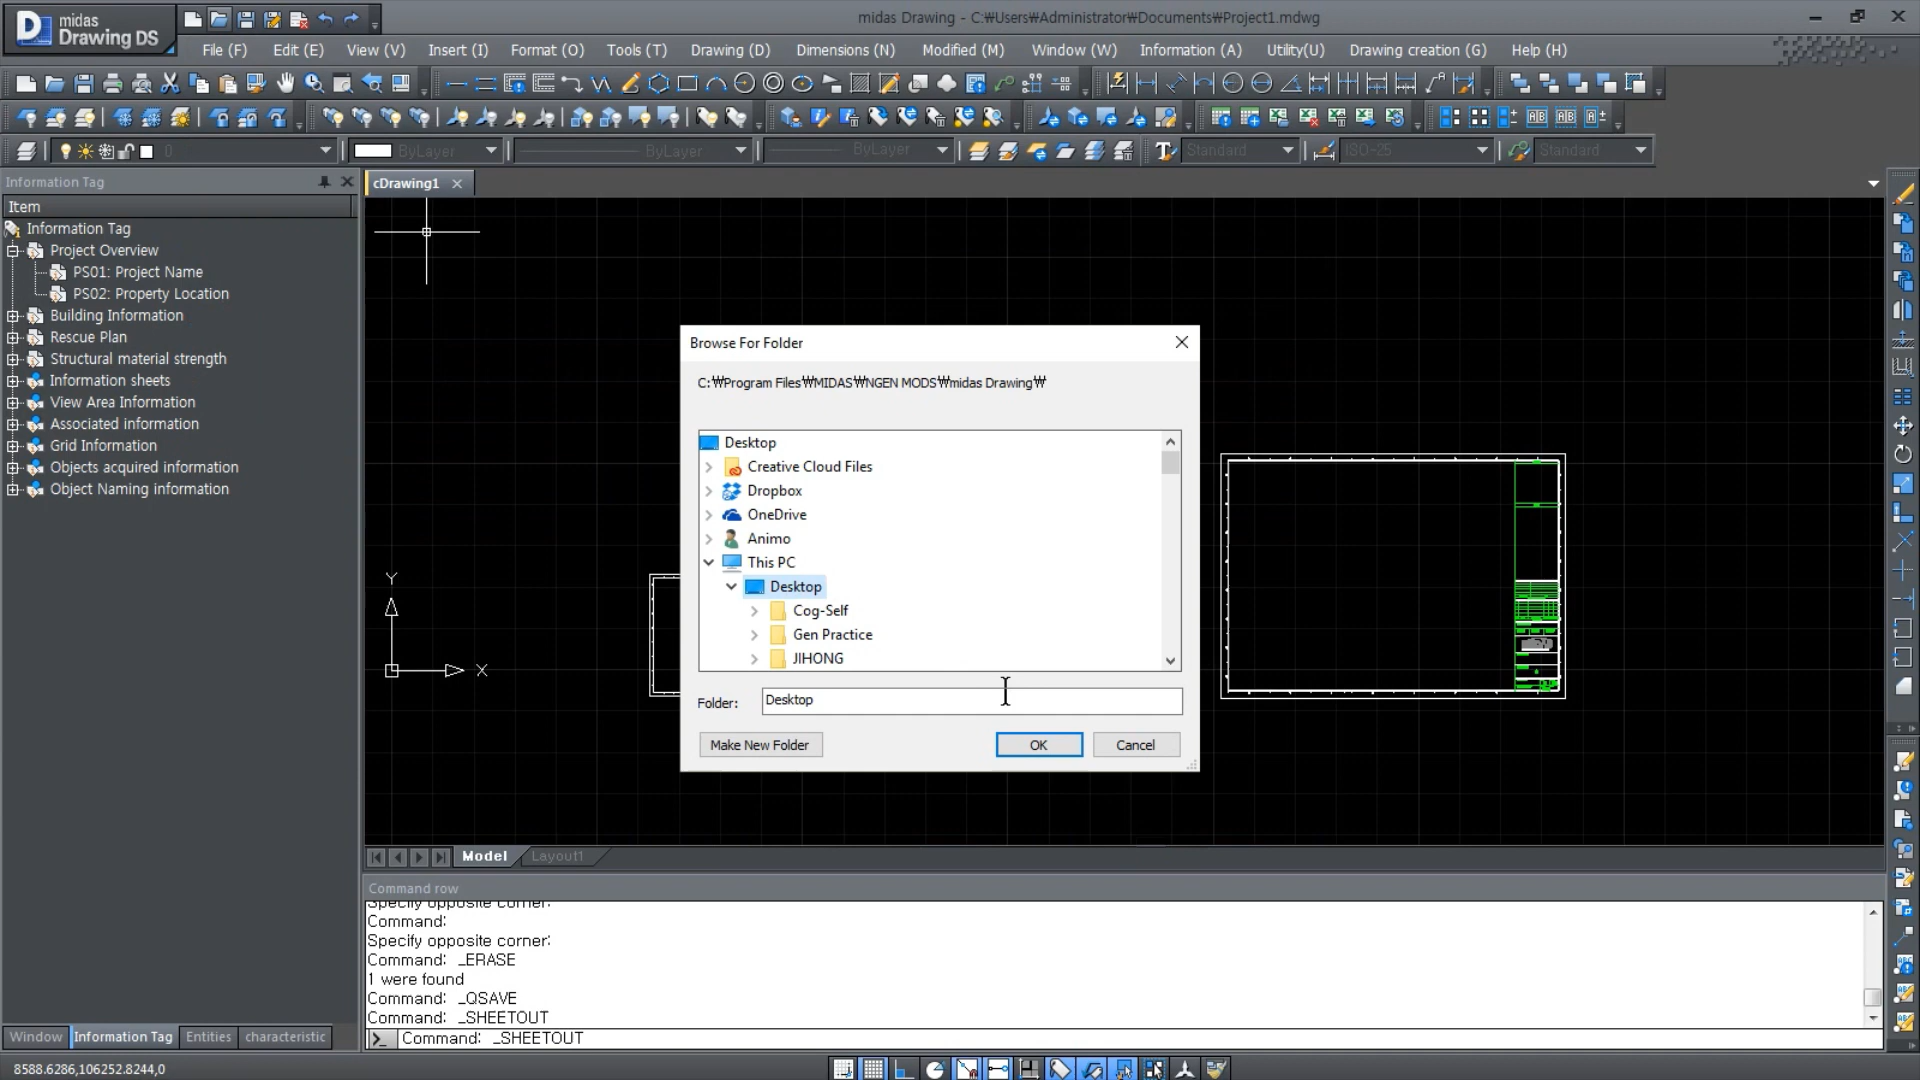 midas
Drawing DS
midas Drawing - C:₩Users₩Administrator₩Documents₩Project1.mdwg
File (F)
Edit (E)
View (V)
Insert (I)
Format (O)
Tools (T)
Drawing (D)
Dimensions (N)
Modified (M)
Window (W)
Information (A)
Utility(U)
Drawing creation (G)
Help (H)
0
ByLayer
ByLayer
ByLayer
Standard
ISO-25
Standard
Information Tag
cDrawing1
Item
Information Tag
Project Overview
PS01: Project Name
PS02: Property Location
Building Information
Rescue Plan
Structural material strength
Information sheets
View Area Information
Associated information
Grid Information
Objects acquired information
Object Naming information
Browse For Folder
C:₩Program Files₩MIDAS₩NGEN MODS₩midas Drawing₩
Desktop
Creative Cloud Files
Dropbox
OneDrive
Animo
This PC
Desktop
Cog-Self
Gen Practice
JIHONG
Folder:
Desktop
Make New Folder
OK
Cancel
Y
X
Model
Layout1
Command row
Specify opposite corner:
Command:
Specify opposite corner:
Command: _ERASE
1 were found
Command: _QSAVE
Command: _SHEETOUT
Command: _SHEETOUT
Window
Information Tag
Entities
characteristic
8588.6286,106252.8244,0